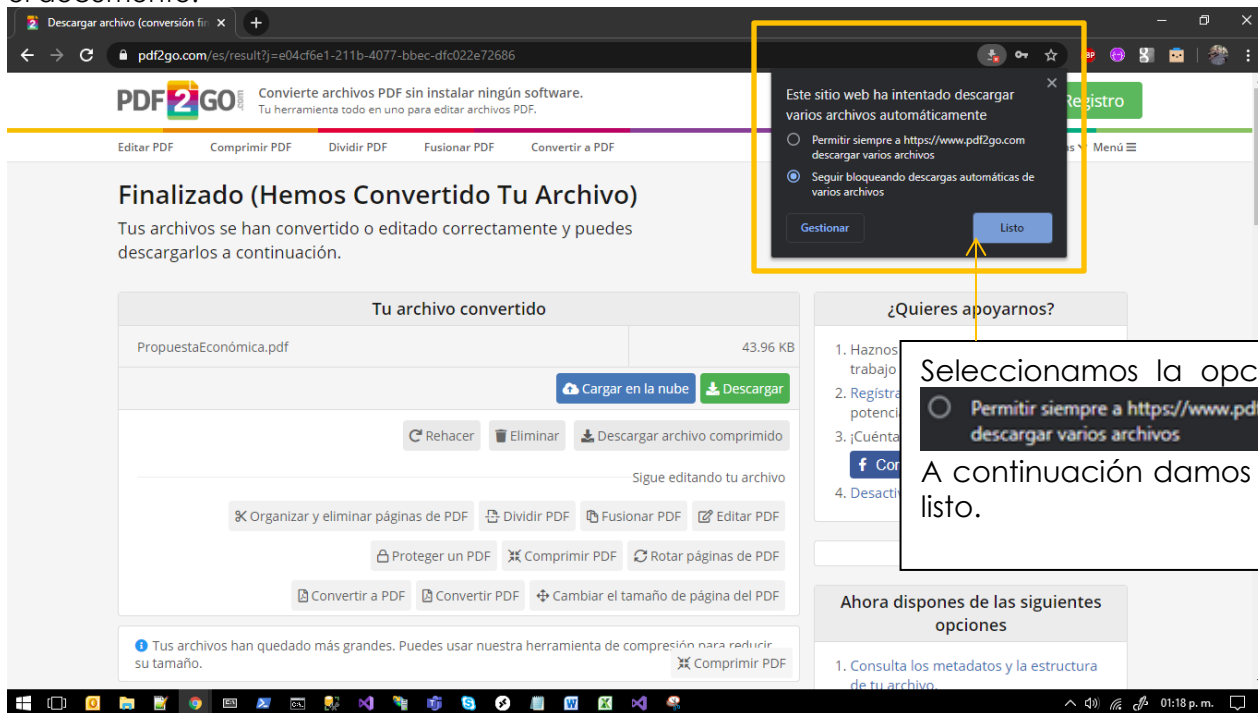 Descargar archivo (conversión fin
pdf2go.com/es/result?j=e04cf6e1-211b-4077-bbec-dfc022e72686
PDF2GO.com
Convierte archivos PDF sin instalar ningún software.
Tu herramienta todo en uno para editar archivos PDF.
Registro
Editar PDF Comprimir PDF Dividir PDF Fusionar PDF Convertir a PDF
Menú
Este sitio web ha intentado descargar
varios archivos automáticamente
Permitir siempre a https://www.pdf2go.com
descargar varios archivos
Seguir bloqueando descargas automáticas de
varios archivos
Gestionar Listo
Finalizado (Hemos Convertido Tu Archivo)
Tus archivos se han convertido o editado correctamente y puedes
descargarlos a continuación.
Tu archivo convertido
PropuestaEconómica.pdf 43.96 KB
Cargar en la nube Descargar
Rehacer Eliminar Descargar archivo comprimido
Sigue editando tu archivo
Organizar y eliminar páginas de PDF Dividir PDF Fusionar PDF Editar PDF
Proteger un PDF Comprimir PDF Rotar páginas de PDF
Convertir a PDF Convertir PDF Cambiar el tamaño de página del PDF
Tus archivos han quedado más grandes. Puedes usar nuestra herramienta de compresión para reducir
su tamaño.
Comprimir PDF
¿Quieres apoyarnos?
1. Haznos
trabajo
2. Regístra
potenci
3. ¡Cuénta
f Con
4. Desacti
Seleccionamos la opc
Permitir siempre a https://www.pdf
descargar varios archivos
A continuación damos
listo.
Ahora dispones de las siguientes
opciones
1. Consulta los metadatos y la estructura
de tu archivo.
01:18 p. m.